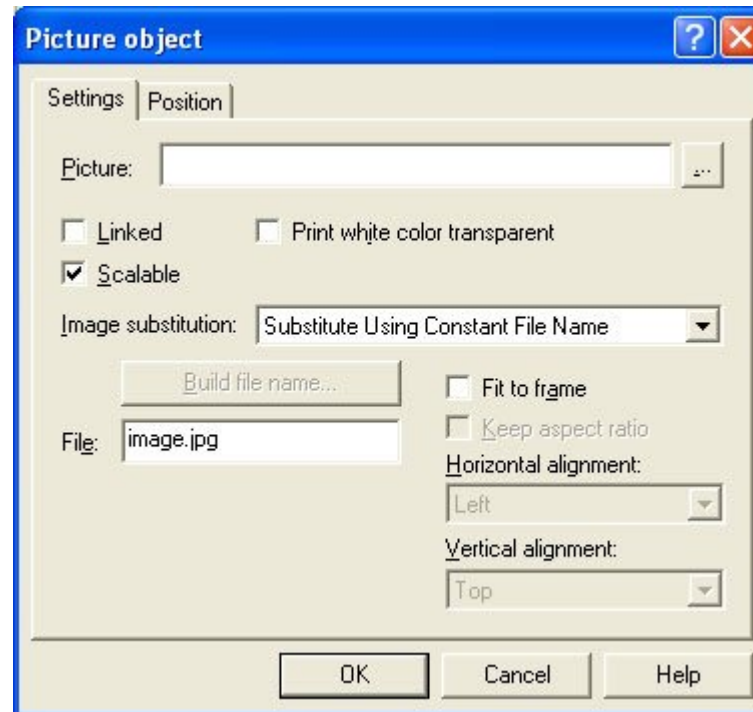 Picture object
Settings Position
Picture: ...
Linked Print white color transparent
Scalable
Image substitution: Substitute Using Constant File Name
Build file name... Fit to frame
Keep aspect ratio
File: image.jpg
Horizontal alignment:
Left
Vertical alignment:
Top
OK Cancel Help